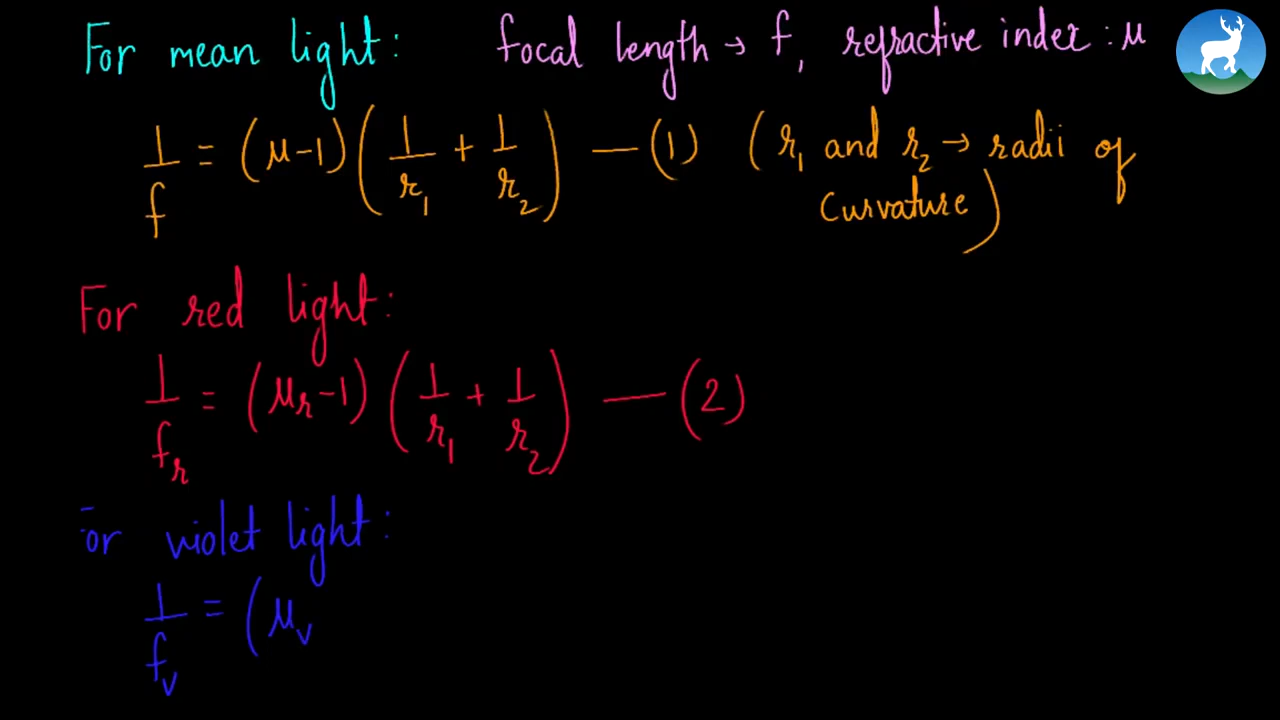 For mean light: focal length → f, refractive index : μ
1/f = (μ-1)(1/r₁ + 1/r₂) — (1) (r₁ and r₂ → radii of
curvature)
For red light:
1/fᵣ = (μᵣ-1)(1/r₁ + 1/r₂) — (2)
For violet light:
1/fᵥ = (μᵥ